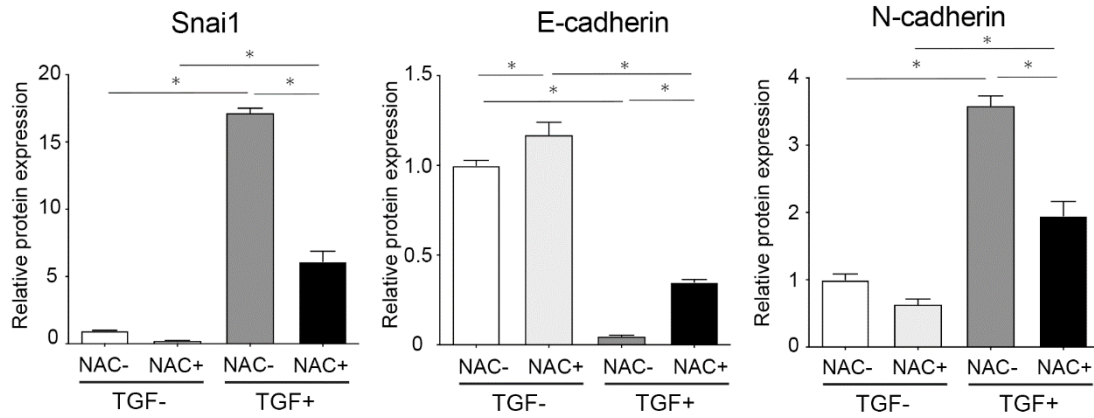 Snai1
Relative protein expression
20
15
10
5
0
*
*
*
NAC- NAC+ NAC- NAC+
TGF- TGF+
E-cadherin
Relative protein expression
1.5
1.0
0.5
0
*
*
*
*
NAC- NAC+ NAC- NAC+
TGF- TGF+
N-cadherin
Relative protein expression
4
3
2
1
0
*
*
*
NAC- NAC+ NAC- NAC+
TGF- TGF+